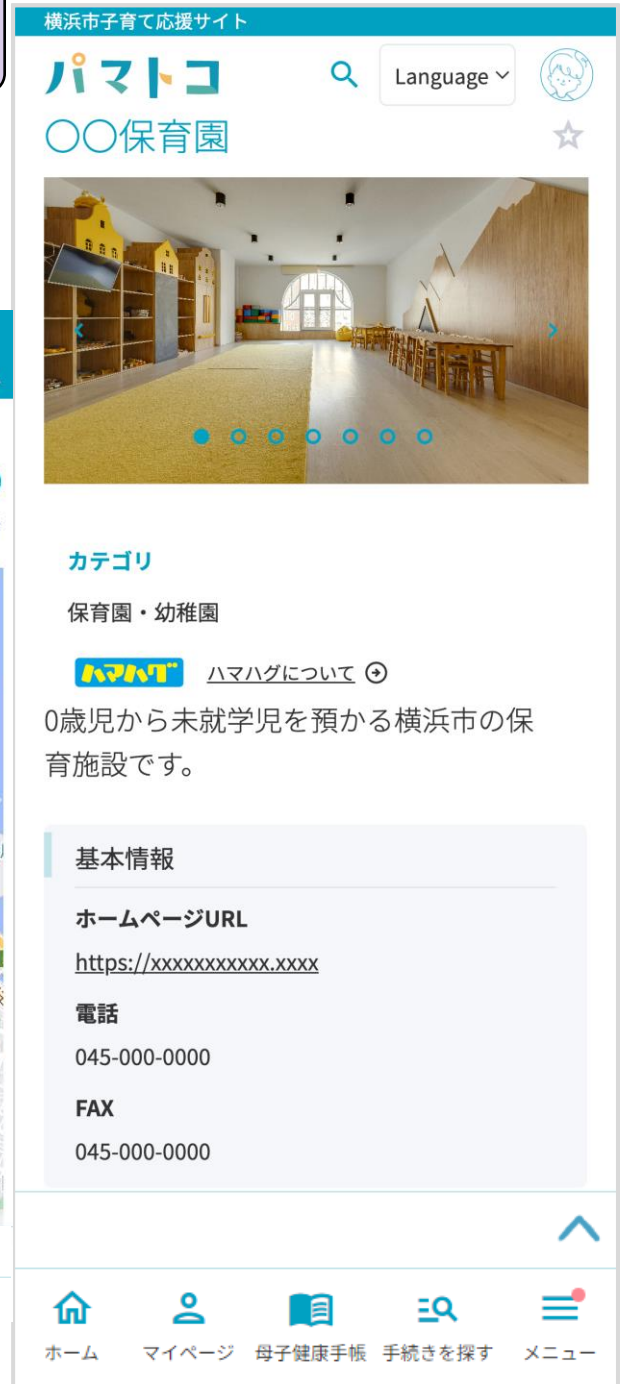 横浜市子育て応援サイト
パマトコ
Language
〇〇保育園
カテゴリ
保育園・幼稚園
ハマハグ
ハマハグについて
0歳児から未就学児を預かる横浜市の保
育施設です。
基本情報
ホームページURL
https://xxxxxxxxxxx.xxxx
電話
045-000-0000
FAX
045-000-0000
ホーム
マイページ
母子健康手帳
手続きを探す
メニュー